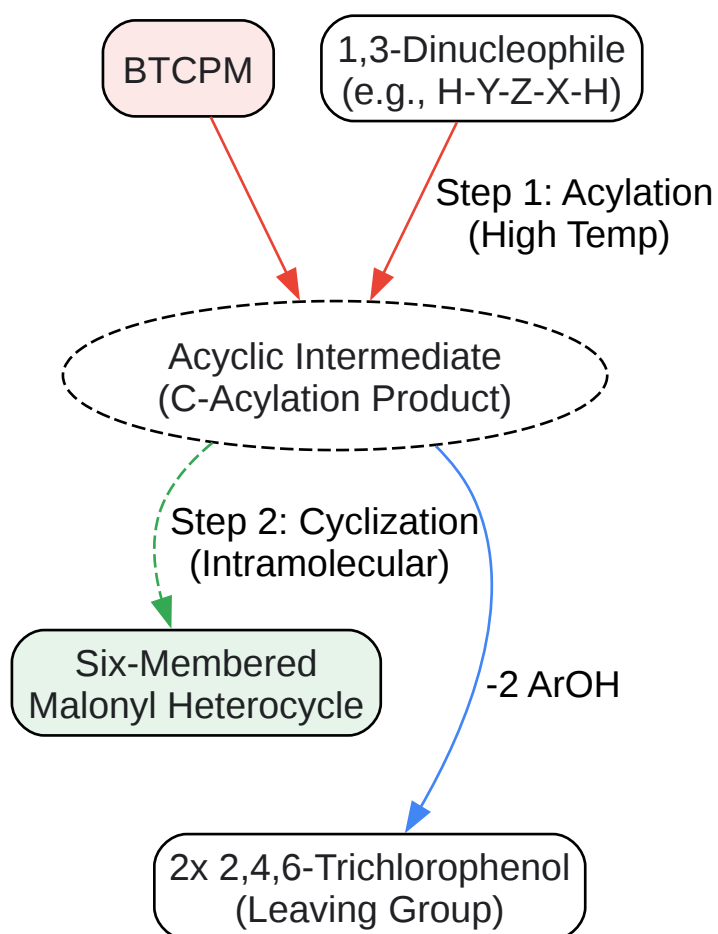 BTCPM
1,3-Dinucleophile
(e.g., H-Y-Z-X-H)
Step 1: Acylation
(High Temp)
Acyclic Intermediate
(C-Acylation Product)
Step 2: Cyclization
(Intramolecular)
Six-Membered
Malonyl Heterocycle
-2 ArOH
2x 2,4,6-Trichlorophenol
(Leaving Group)